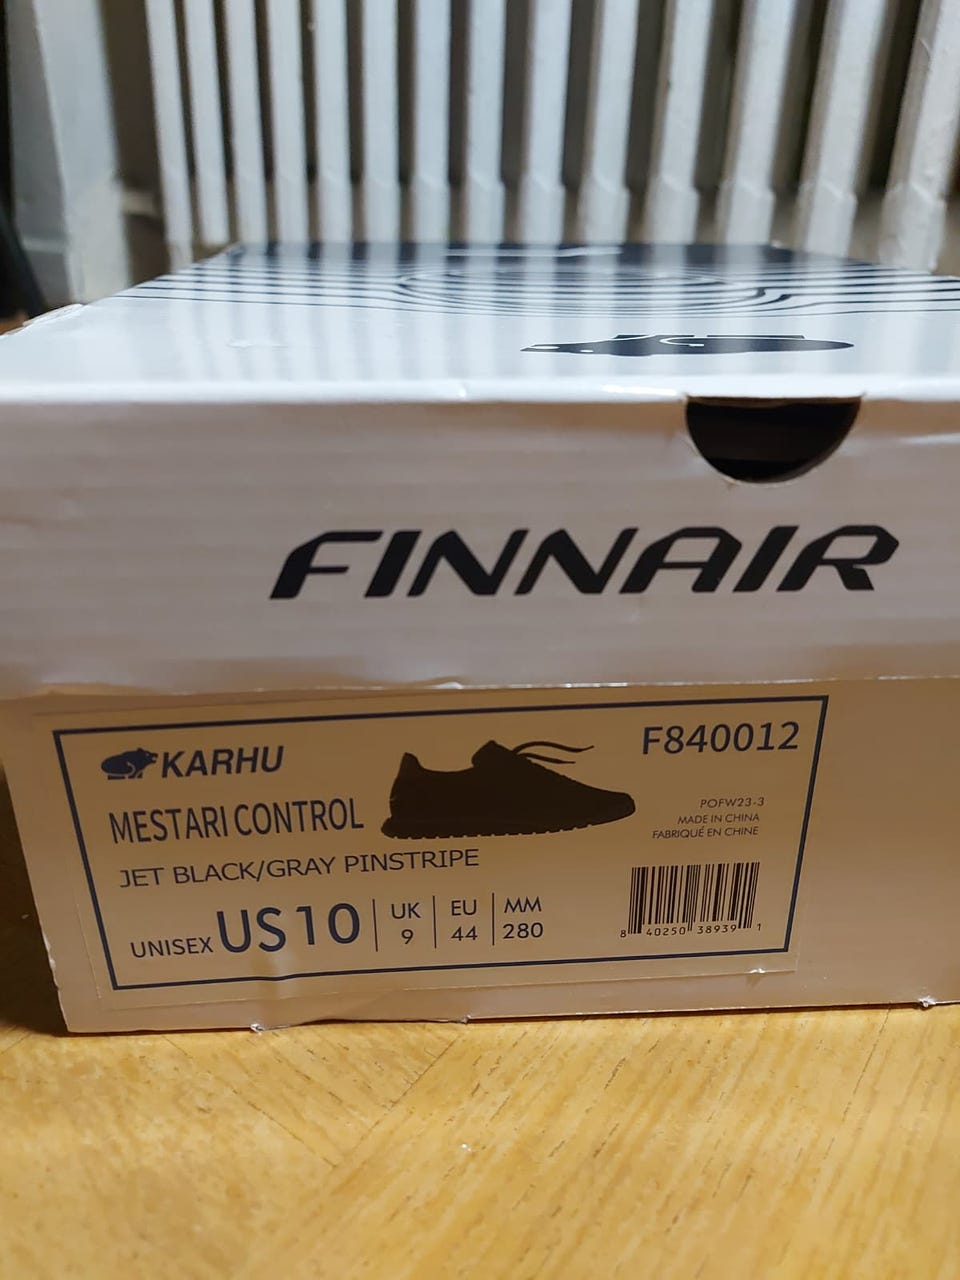 FINNAIR
KARHU
F840012
MESTARI CONTROL
POFW23-3
MADE IN CHINA
FABRIQUÉ EN CHINE
JET BLACK/GRAY PINSTRIPE
UNISEX US 10 UK 9 EU 44 MM 280
8 40250 38939 1